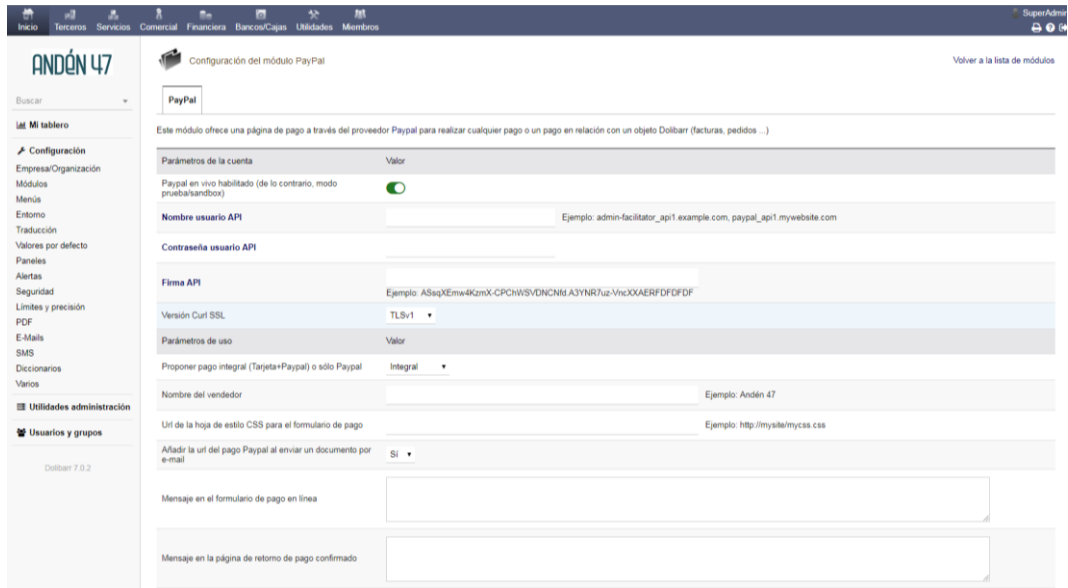 Inicio Terceros Servicios Comercial Financiera Bancos/Cajas Utilidades Miembros
SuperAdmin
ANDÉN 47
Buscar
Mi tablero
Configuración
Empresa/Organización
Módulos
Menús
Entorno
Traducción
Valores por defecto
Paneles
Alertas
Seguridad
Límites y precisión
PDF
E-Mails
SMS
Diccionarios
Varios
Utilidades administración
Usuarios y grupos
Dolibarr 7.0.2
Configuración del módulo PayPal
Volver a la lista de módulos
PayPal
Este módulo ofrece una página de pago a través del proveedor Paypal para realizar cualquier pago o un pago en relación con un objeto Dolibarr (facturas, pedidos ...)
Parámetros de la cuenta Valor
Paypal en vivo habilitado (de lo contrario, modo
prueba/sandbox)
Nombre usuario API Ejemplo: admin-facilitator_api1.example.com, paypal_api1.mywebsite.com
Contraseña usuario API
Firma API
Ejemplo: ASsqXEmw4KzmX-CPChWSVDNCNfd.A3YNR7uz-VncXXAERFDFDFDF
Versión Curl SSL TLSv1
Parámetros de uso Valor
Proponer pago integral (Tarjeta+Paypal) o sólo Paypal Integral
Nombre del vendedor Ejemplo: Andén 47
Url de la hoja de estilo CSS para el formulario de pago Ejemplo: http://mysite/mycss.css
Añadir la url del pago Paypal al enviar un documento por
e-mail
Sí
Mensaje en el formulario de pago en línea
Mensaje en la página de retorno de pago confirmado